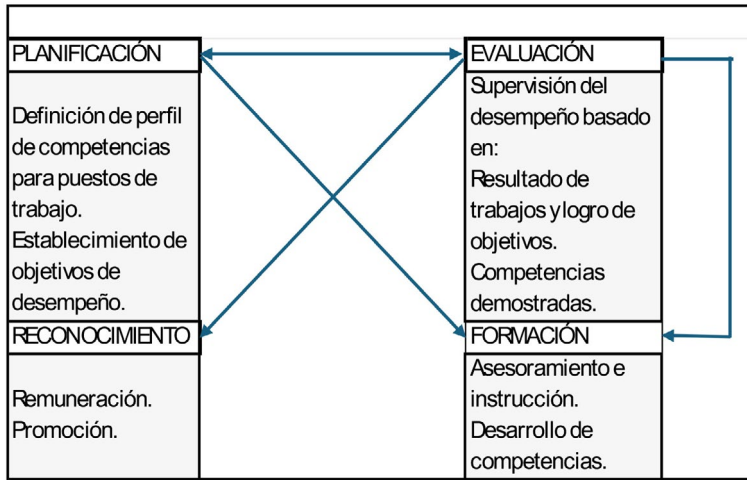 PLANIFICACIÓN
Definición de perfil
de competencias
para puestos de
trabajo.
Establecimiento de
objetivos de
desempeño.
EVALUACIÓN
Supervisión del
desempeño basado
en:
Resultado de
trabajos y logro de
objetivos.
Competencias
demostradas.
RECONOCIMIENTO
Remuneración.
Promoción.
FORMACIÓN
Asesoramiento e
instrucción.
Desarrollo de
competencias.